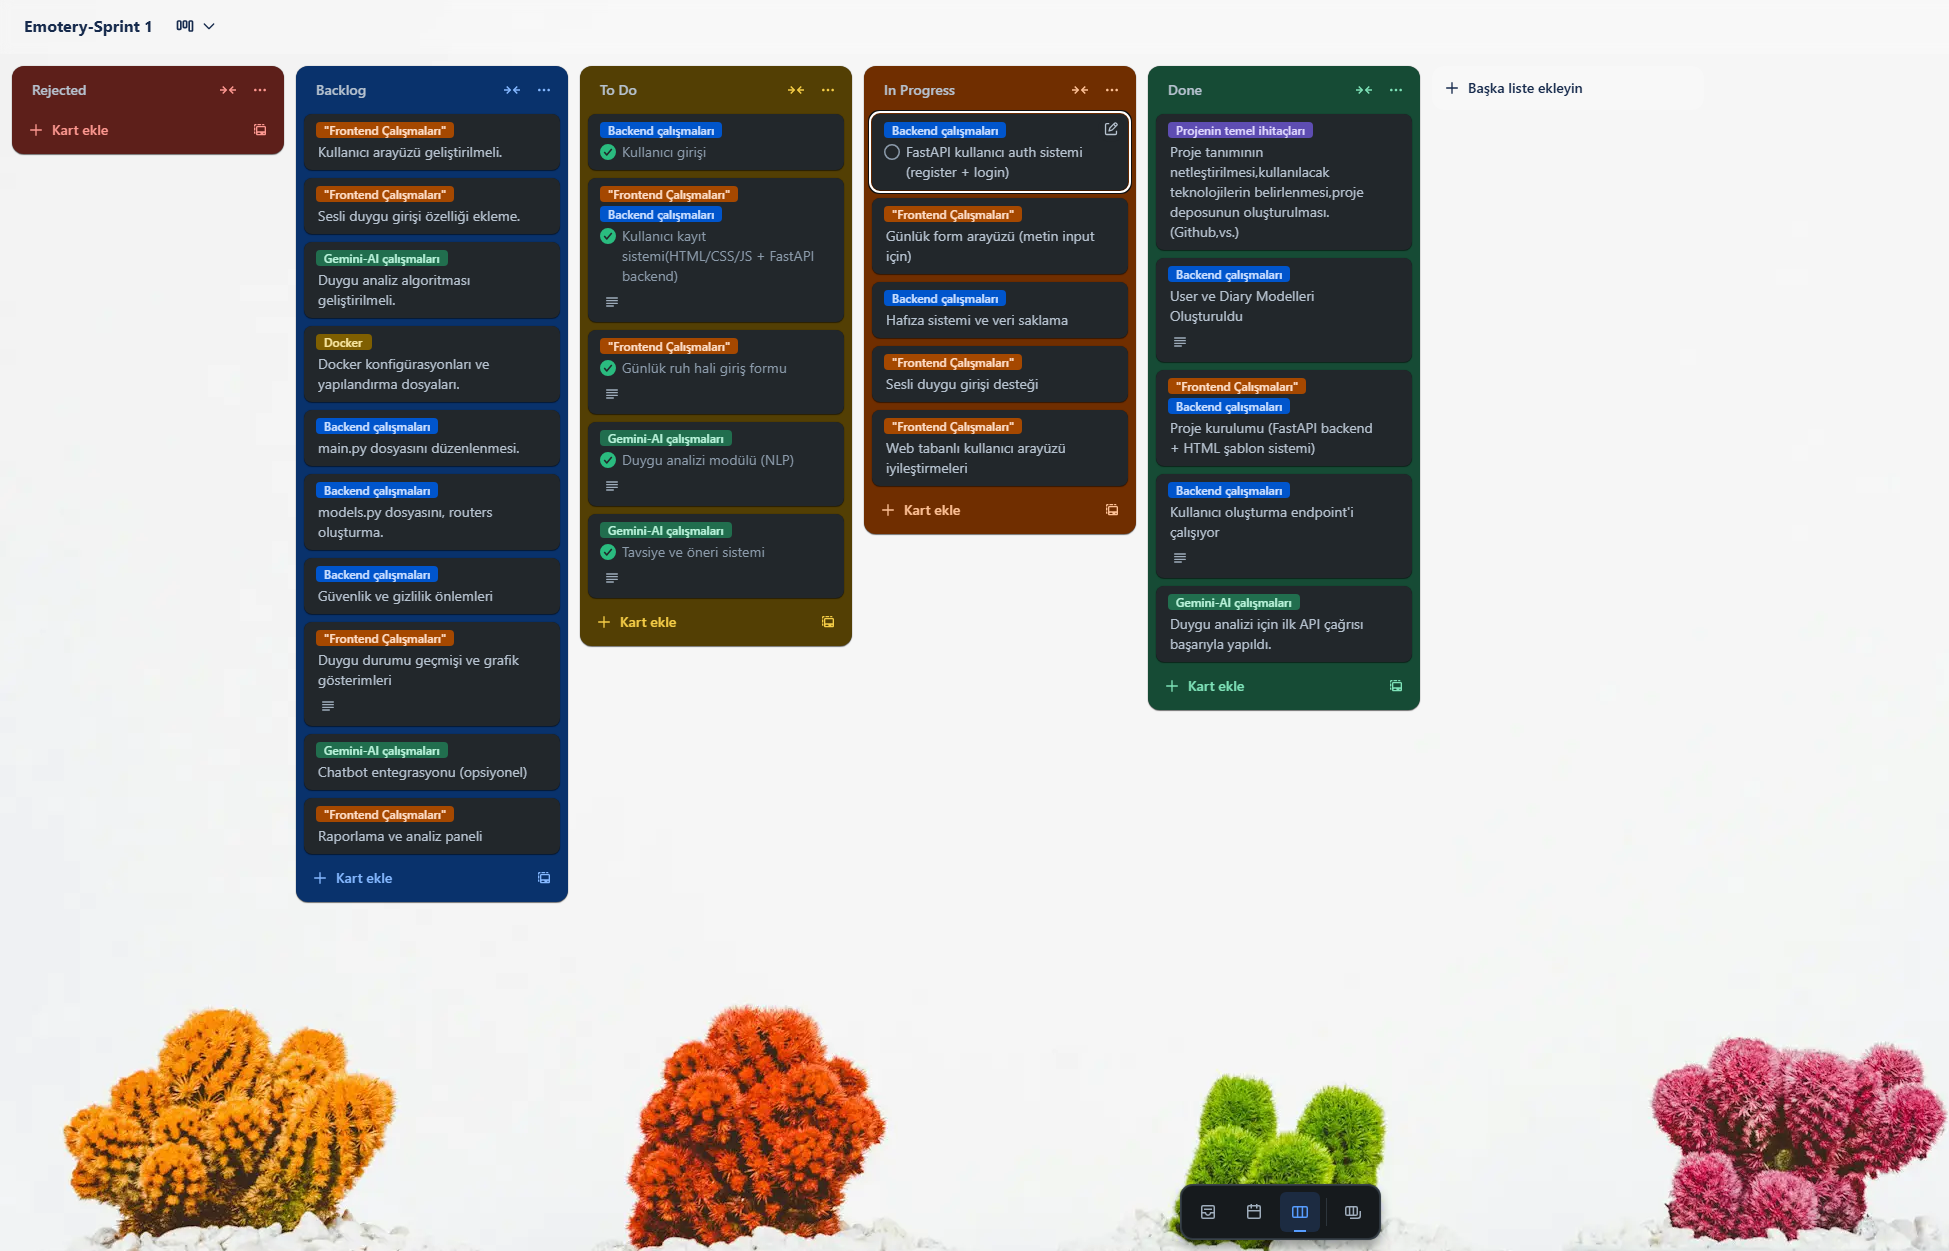 Emotery-Sprint 1
Rejected
Kart ekle
Backlog
"Frontend Çalışmaları"
Kullanıcı arayüzü geliştirilmeli.
"Frontend Çalışmaları"
Sesli duygu girişi özelliği ekleme.
Gemini-AI çalışmaları
Duygu analiz algoritması
geliştirilmeli.
Docker
Docker konfigürasyonları ve
yapılandırma dosyaları.
Backend çalışmaları
main.py dosyasını düzenlenmesi.
Backend çalışmaları
models.py dosyasını, routers
oluşturma.
Backend çalışmaları
Güvenlik ve gizlilik önlemleri
"Frontend Çalışmaları"
Duygu durumu geçmişi ve grafik
gösterimleri
Gemini-AI çalışmaları
Chatbot entegrasyonu (opsiyonel)
"Frontend Çalışmaları"
Raporlama ve analiz paneli
Kart ekle
To Do
Backend çalışmaları
Kullanıcı girişi
"Frontend Çalışmaları"
Backend çalışmaları
Kullanıcı kayıt
sistemi(HTML/CSS/JS + FastAPI
backend)
"Frontend Çalışmaları"
Günlük ruh hali giriş formu
Gemini-AI çalışmaları
Duygu analizi modülü (NLP)
Gemini-AI çalışmaları
Tavsiye ve öneri sistemi
Kart ekle
In Progress
Backend çalışmaları
FastAPI kullanıcı auth sistemi
(register + login)
"Frontend Çalışmaları"
Günlük form arayüzü (metin input
için)
Backend çalışmaları
Hafıza sistemi ve veri saklama
"Frontend Çalışmaları"
Sesli duygu girişi desteği
"Frontend Çalışmaları"
Web tabanlı kullanıcı arayüzü
iyileştirmeleri
Kart ekle
Done
Projenin temel ihitaçları
Proje tanımının
netleştirilmesi,kullanılacak
teknolojilerin belirlenmesi,proje
deposunun oluşturulması.
(Github,vs.)
Backend çalışmaları
User ve Diary Modelleri
Oluşturuldu
"Frontend Çalışmaları"
Backend çalışmaları
Proje kurulumu (FastAPI backend
+ HTML şablon sistemi)
Backend çalışmaları
Kullanıcı oluşturma endpoint'i
çalışıyor
Gemini-AI çalışmaları
Duygu analizi için ilk API çağrısı
başarıyla yapıldı.
Kart ekle
Başka liste ekleyin